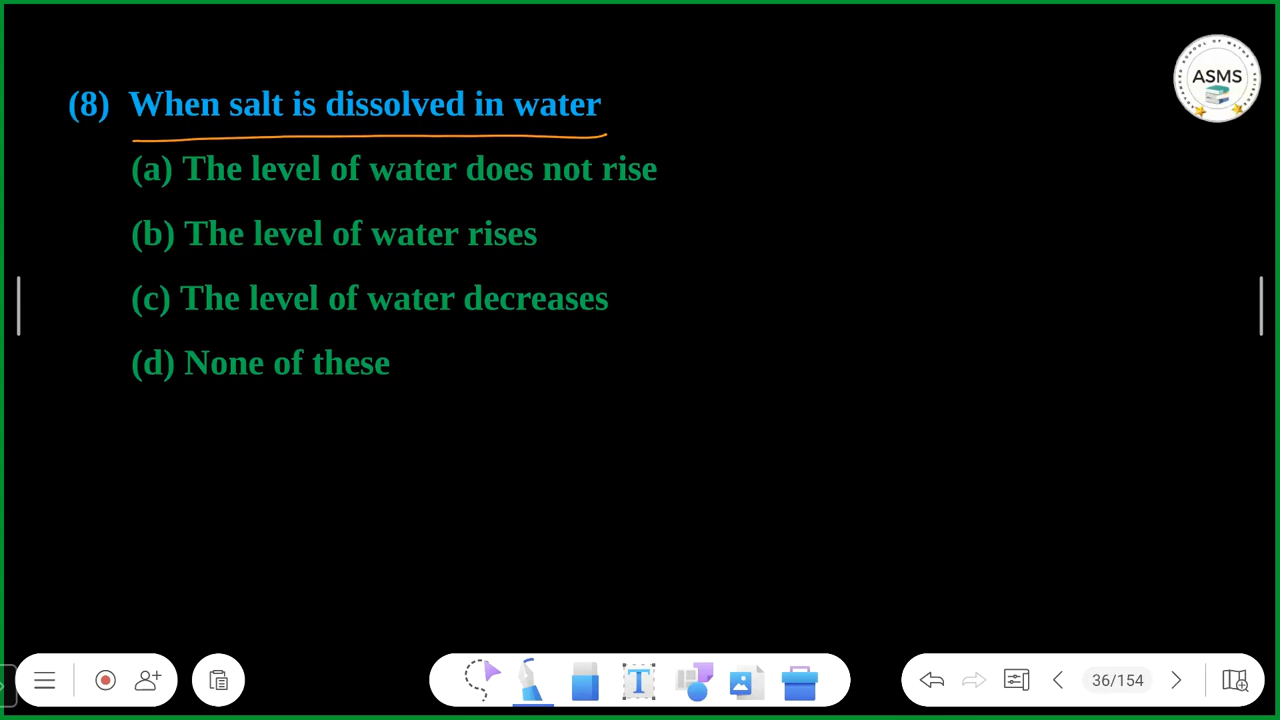 ASMS
(8) When salt is dissolved in water
(a) The level of water does not rise
(b) The level of water rises
(c) The level of water decreases
(d) None of these
T
36/154